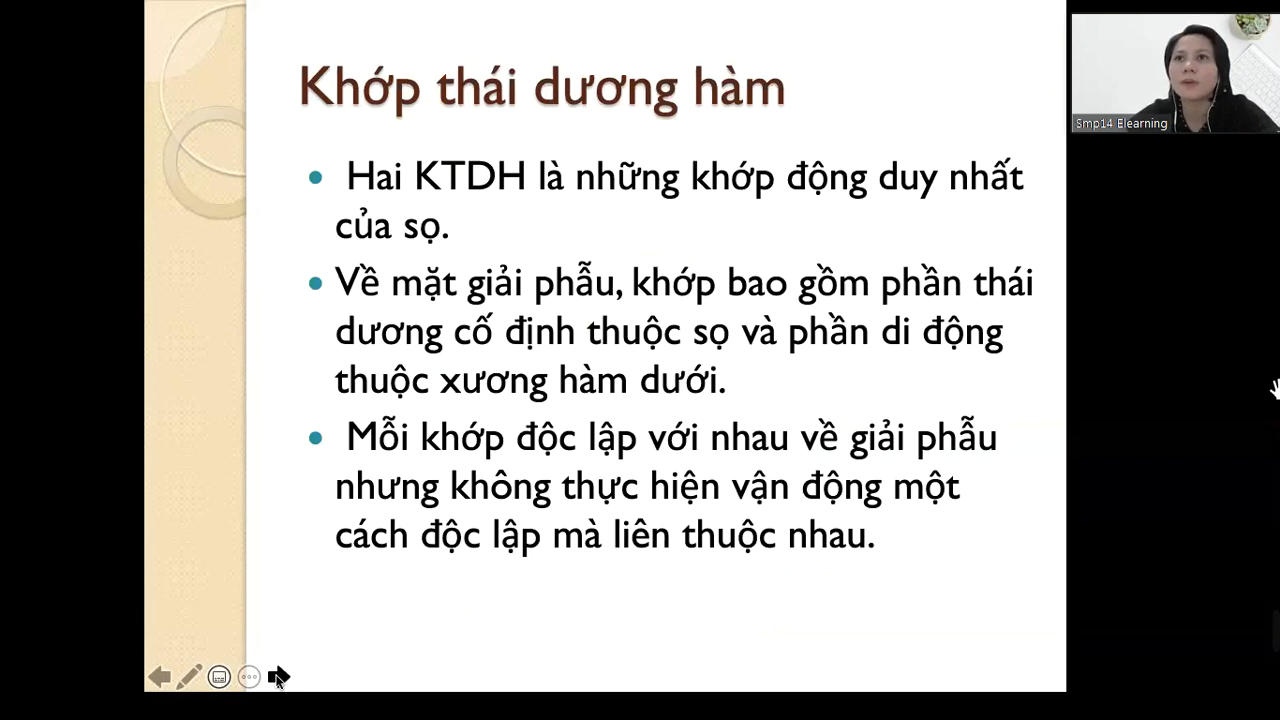 Khớp thái dương hàm
Smp14 Elearning
• Hai KTDH là những khớp động duy nhất
của sọ.
• Về mặt giải phẫu, khớp bao gồm phần thái
dương cố định thuộc sọ và phần di động
thuộc xương hàm dưới.
• Mỗi khớp độc lập với nhau về giải phẫu
nhưng không thực hiện vận động một
cách độc lập mà liên thuộc nhau.